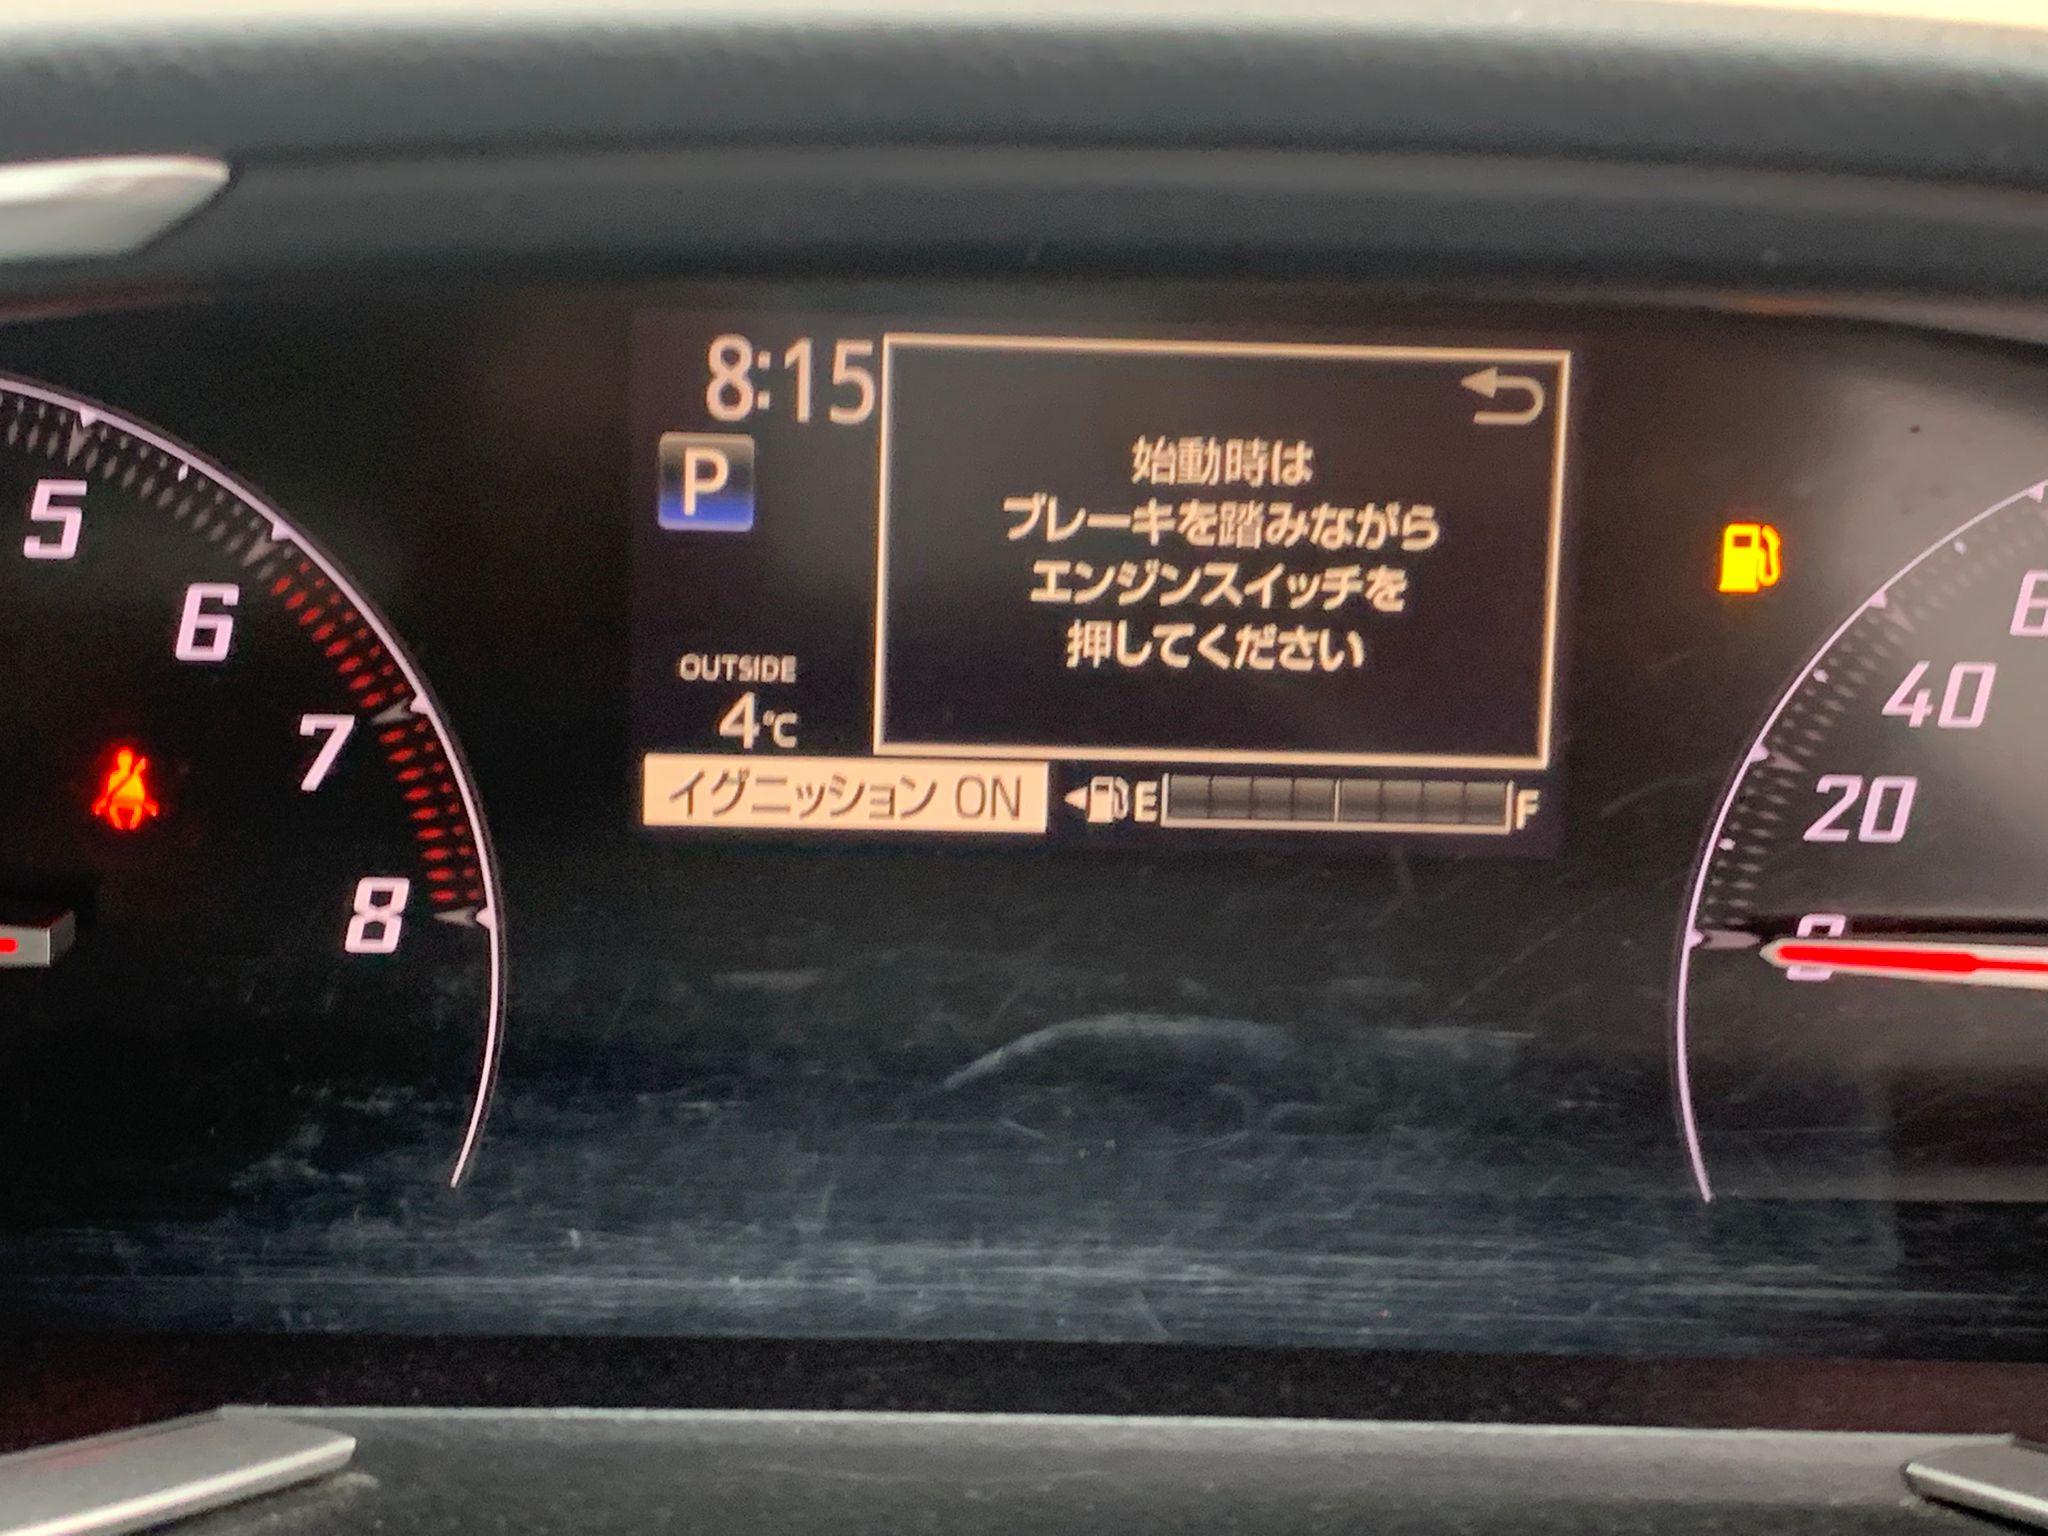 8:15
P
始動時は
ブレーキを踏みながら
エンジンスイッチを
押してください
OUTSIDE
4℃
イグニッション ON
E F
5
6
7
8
40
20
0